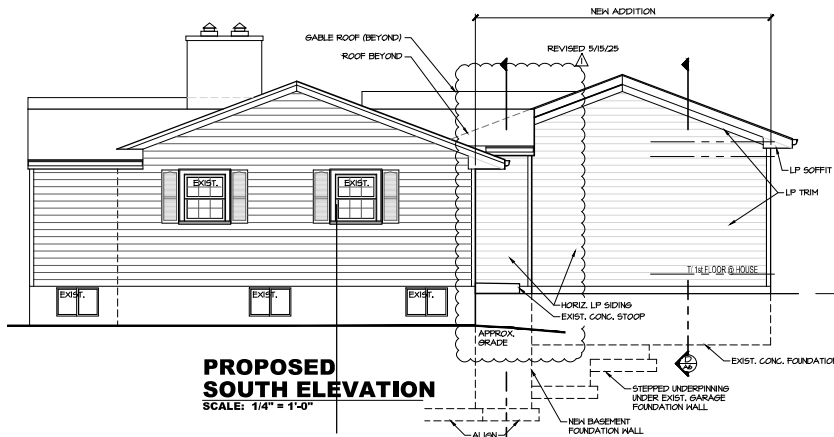 NEW ADDITION
GABLE ROOF (BEYOND)
ROOF BEYOND
REVISED 5/15/25
1
LP SOFFIT
LP TRIM
EXIST.
EXIST.
T/ 1st FLOOR @ HOUSE
EXIST.
EXIST.
EXIST.
HORIZ. LP SIDING
EXIST. CONC. STOOP
APPROX.
GRADE
EXIST. CONC. FOUNDATION
D
A6
PROPOSED
SOUTH ELEVATION
SCALE: 1/4" = 1'-0"
STEPPED UNDERPINNING
UNDER EXIST. GARAGE
FOUNDATION WALL
NEW BASEMENT
FOUNDATION WALL
ALIGN